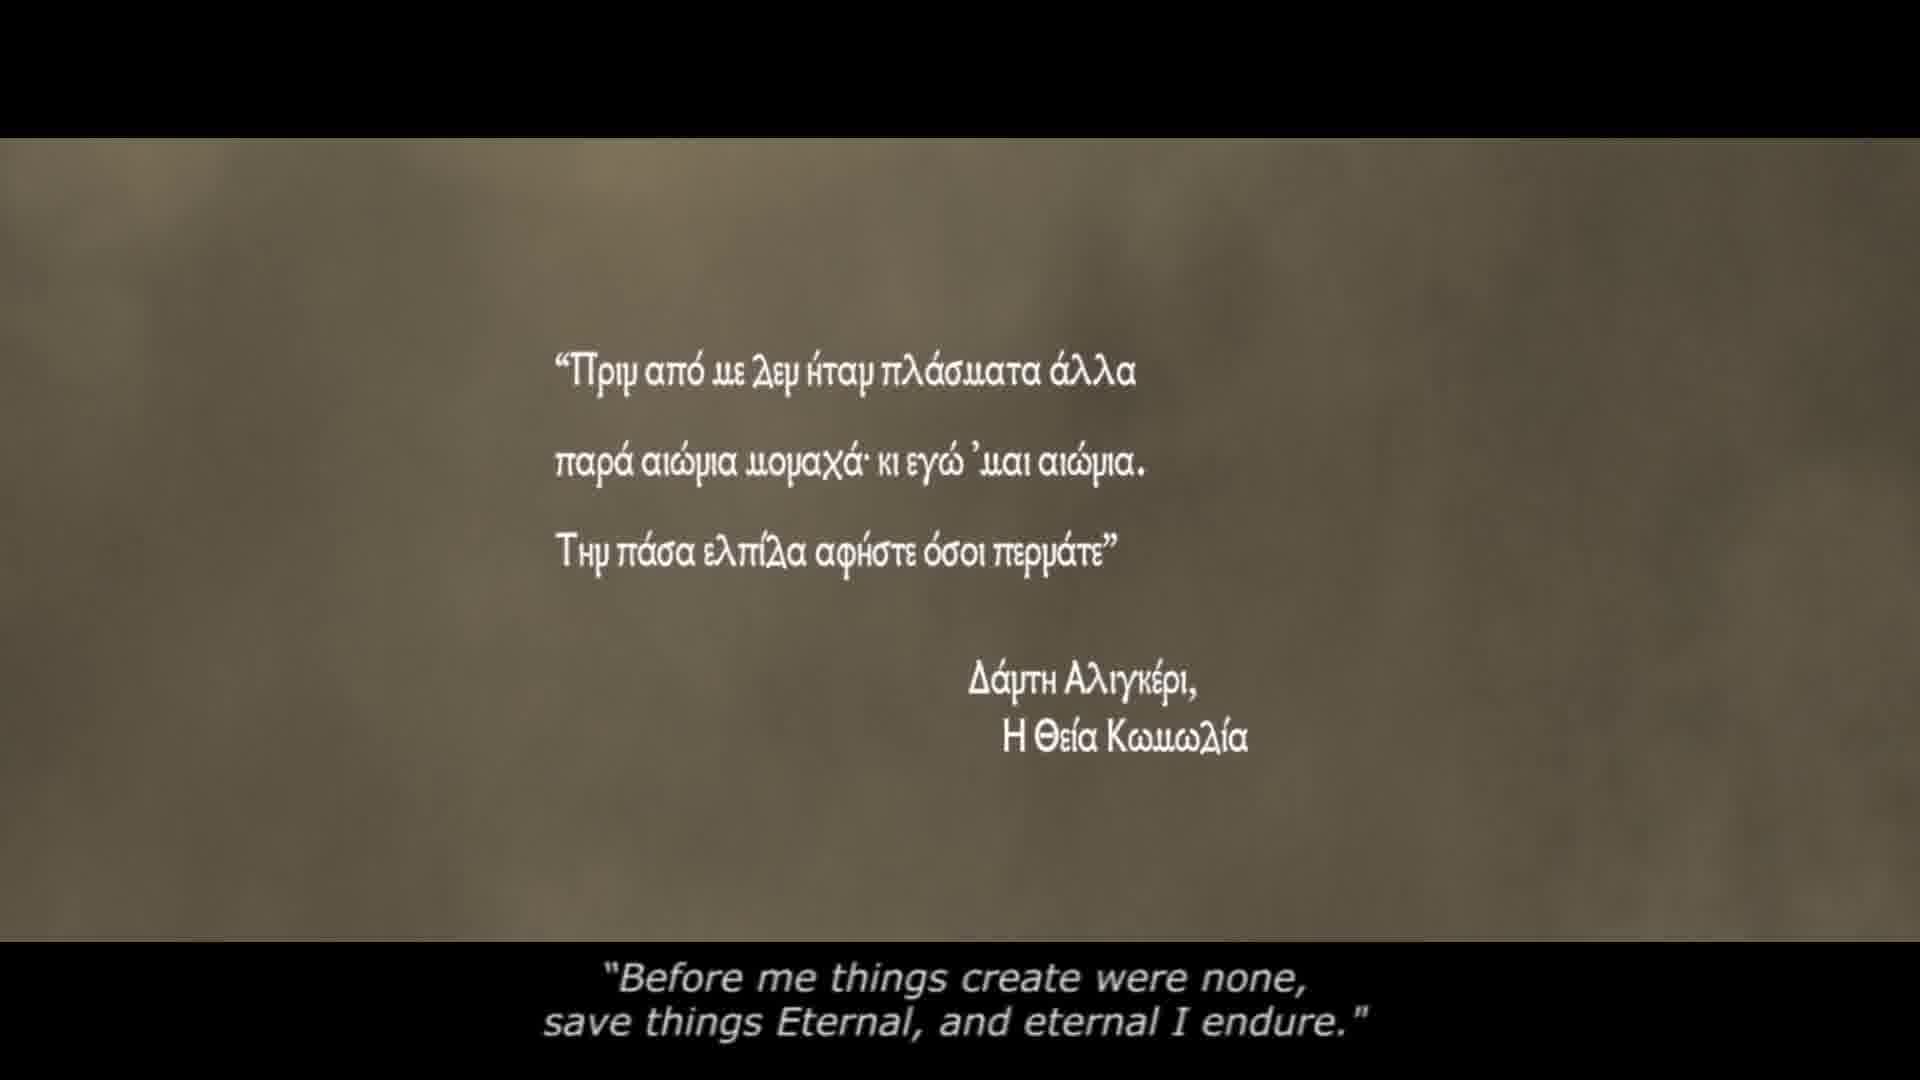 “Πριν από με δεν ήταν πλάσματα άλλα
παρά αιώνια μοναχά· κι εγώ ’μαι αιώνια.
Την πάσα ελπίδα αφήστε όσοι περνάτε”
Δάντη Αλιγκέρι,
Η Θεία Κωμωδία
“Before me things create were none,
save things Eternal, and eternal I endure."